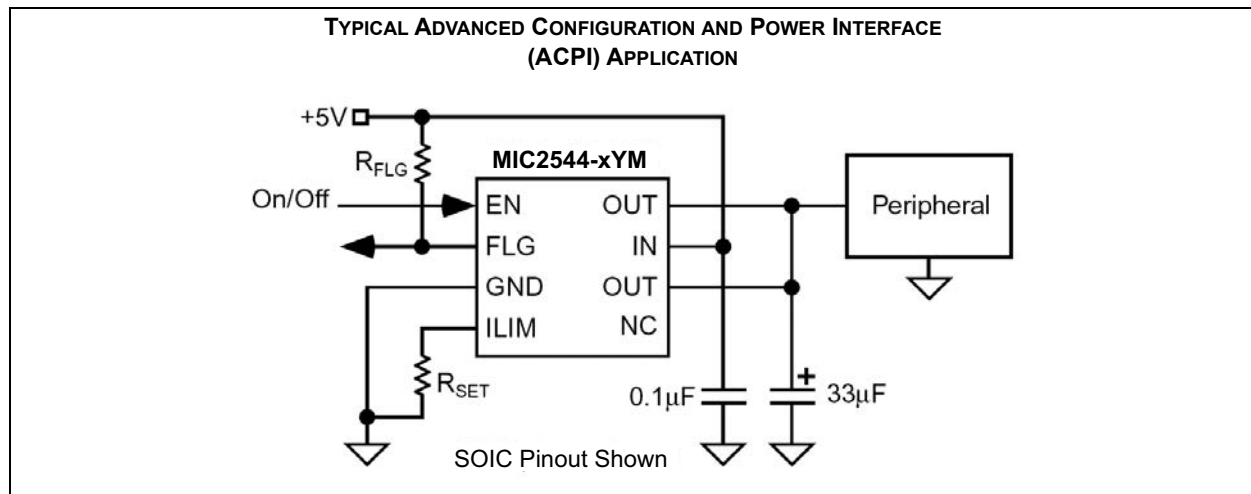 TYPICAL ADVANCED CONFIGURATION AND POWER INTERFACE
(ACPI) APPLICATION
+5V
RFLG
MIC2544-xYM
On/Off
EN
OUT
FLG
IN
GND
OUT
ILIM
NC
Peripheral
RSET
0.1µF
+
33µF
SOIC Pinout Shown